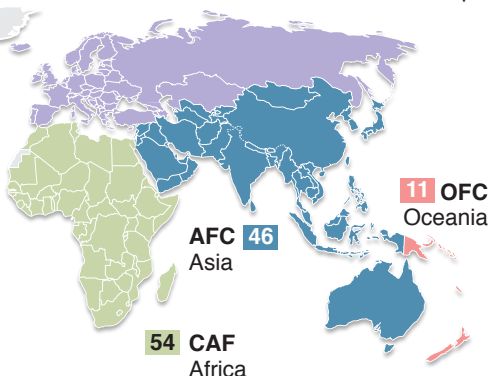 11 OFC
Oceania
AFC 46
Asia
54 CAF
Africa